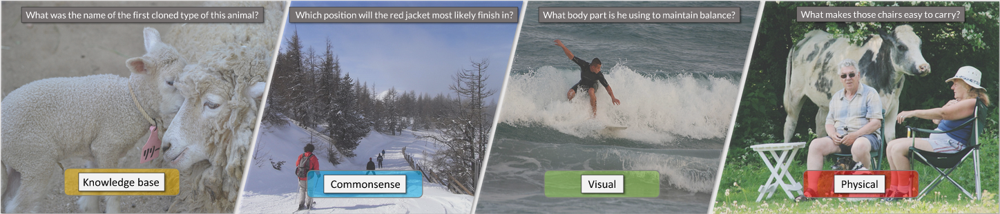 What was the name of the first cloned type of this animal?
Which position will the red jacket most likely finish in?
What body part is he using to maintain balance?
What makes those chairs easy to carry?
Knowledge base
Commonsense
Visual
Physical